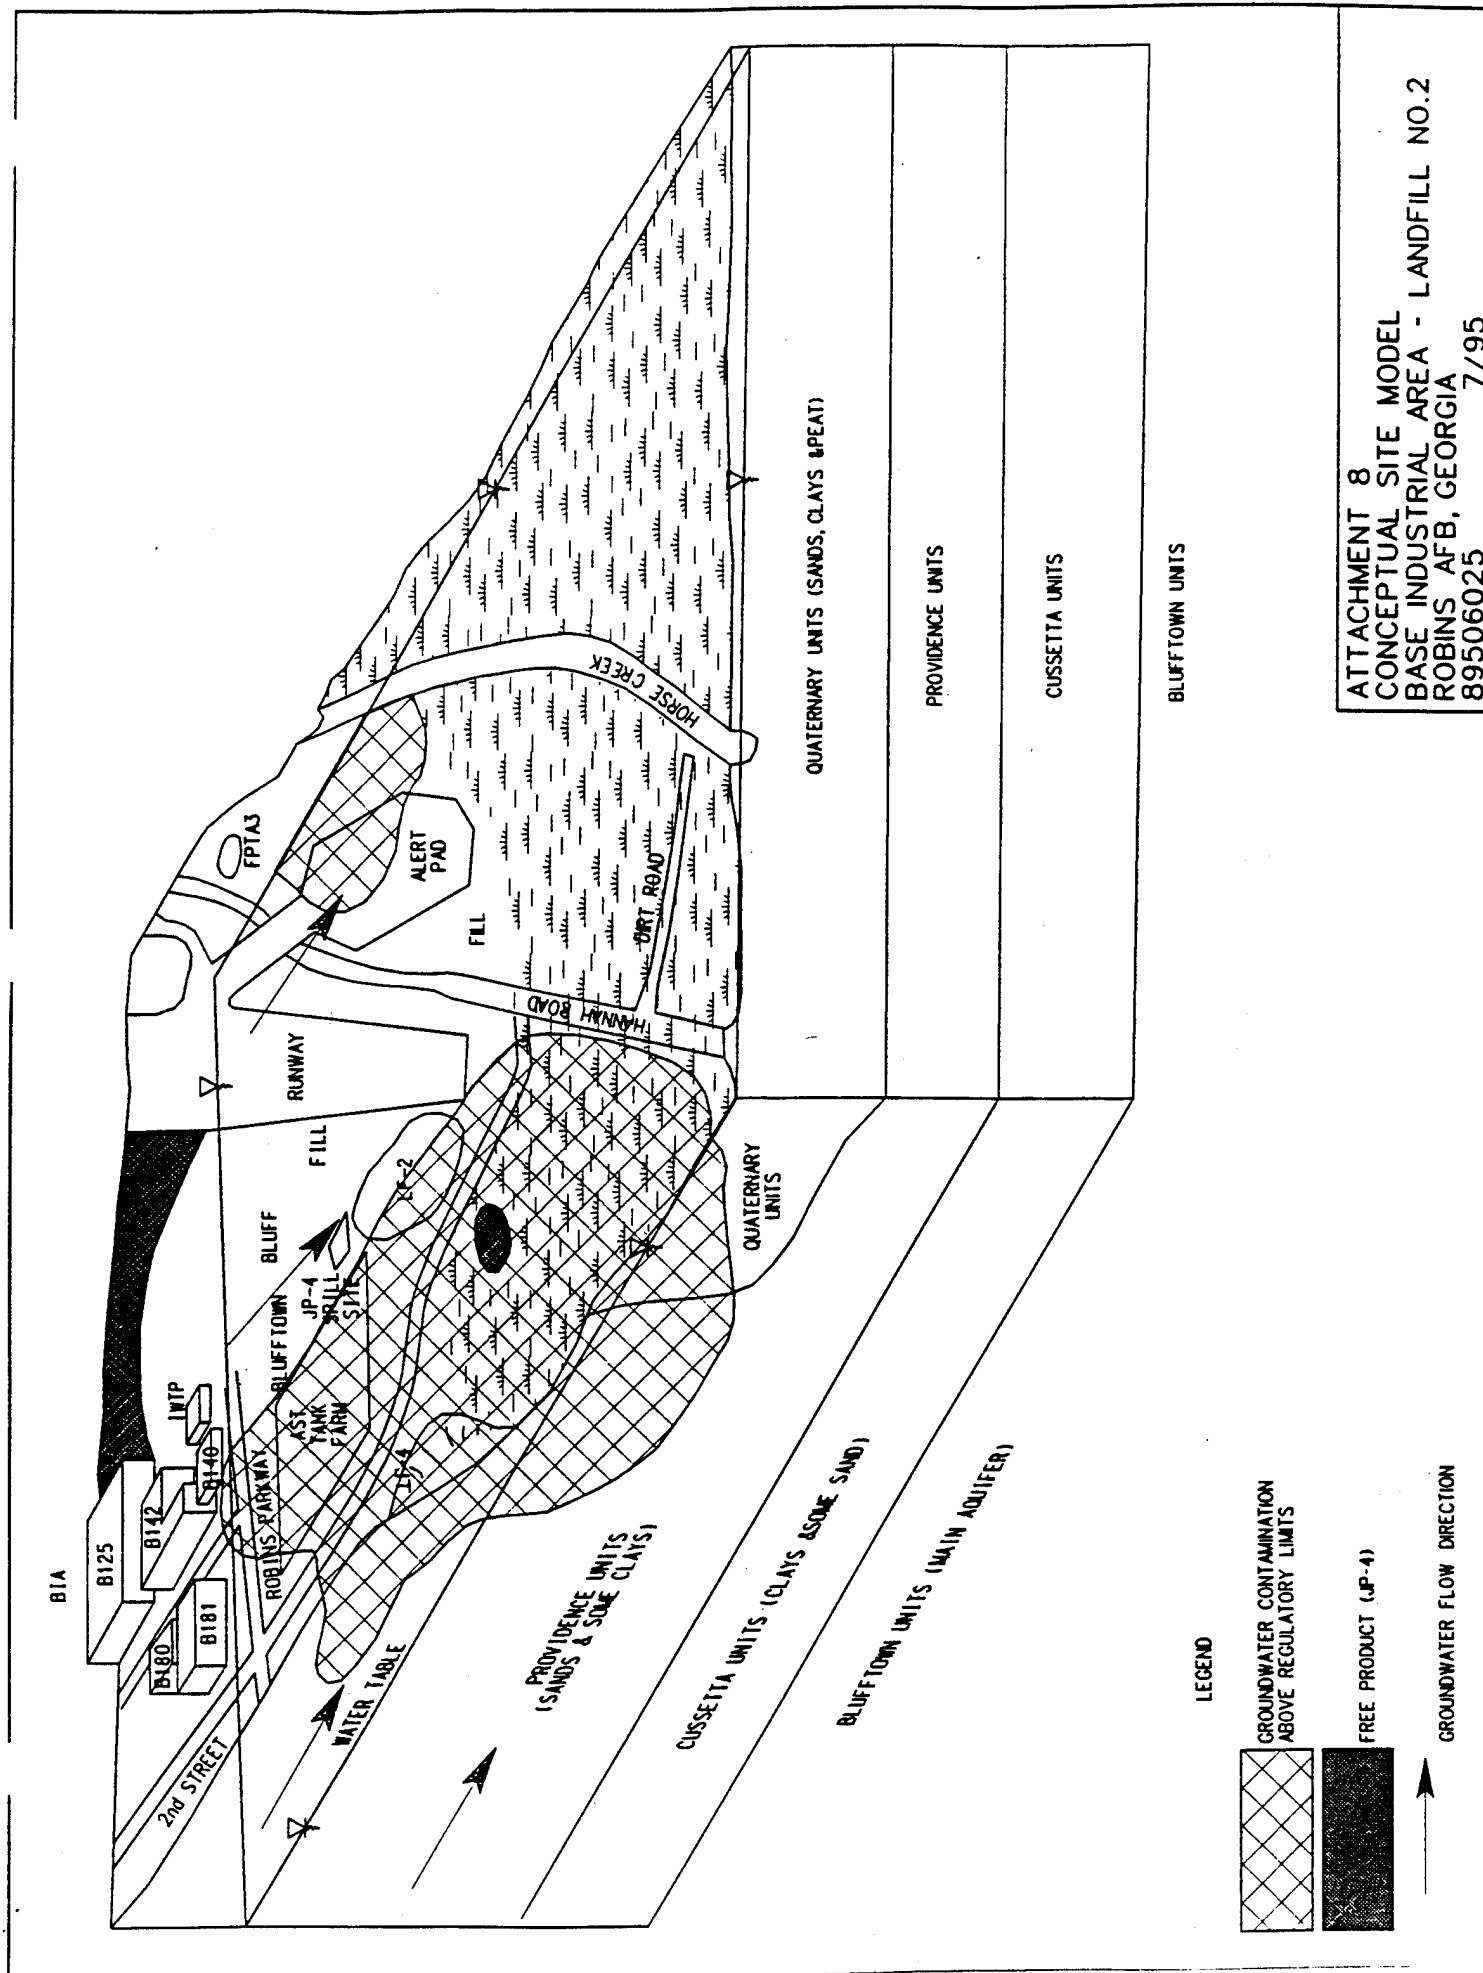 BIA
B125
B142
B140
IWTP
B180
B181
2nd STREET
ROBINS PARKWAY
BLUFFTOWN BLUFF
AST
TANK
FARM
JP-4
SPILL
SITE
LF-2
FILL
RUNWAY
FPTA3
ALERT
PAD
FILL
HANNAH ROAD
DIRT ROAD
HORSE CREEK
WATER TABLE
QUATERNARY
UNITS
PROVIDENCE UNITS
(SANDS & SOME CLAYS)
CUSSETTA UNITS (CLAYS &SOME SAND)
BLUFFTOWN UNITS (MAIN AQUIFER)
QUATERNARY UNITS (SANDS, CLAYS &PEAT)
PROVIDENCE UNITS
CUSSETTA UNITS
BLUFFTOWN UNITS
LEGEND
GROUNDWATER CONTAMINATION
ABOVE REGULATORY LIMITS
FREE PRODUCT (JP-4)
GROUNDWATER FLOW DIRECTION
ATTACHMENT 8
CONCEPTUAL SITE MODEL
BASE INDUSTRIAL AREA - LANDFILL NO.2
ROBINS AFB, GEORGIA
89506025 7/95